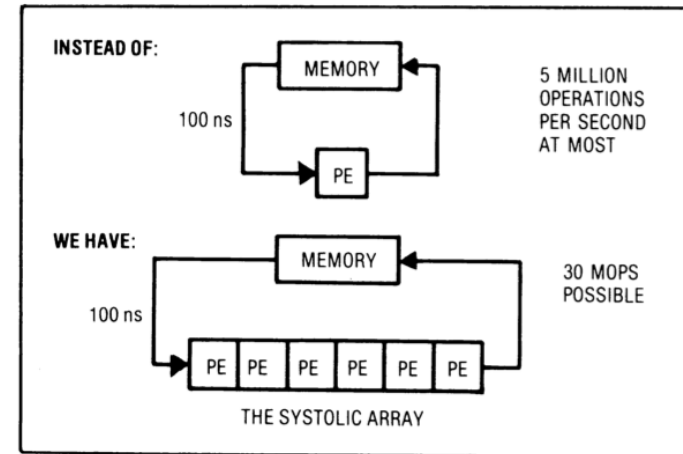 INSTEAD OF:
MEMORY
100 ns
PE
5 MILLION
OPERATIONS
PER SECOND
AT MOST
WE HAVE:
MEMORY
100 ns
PE PE PE PE PE PE
30 MOPS
POSSIBLE
THE SYSTOLIC ARRAY